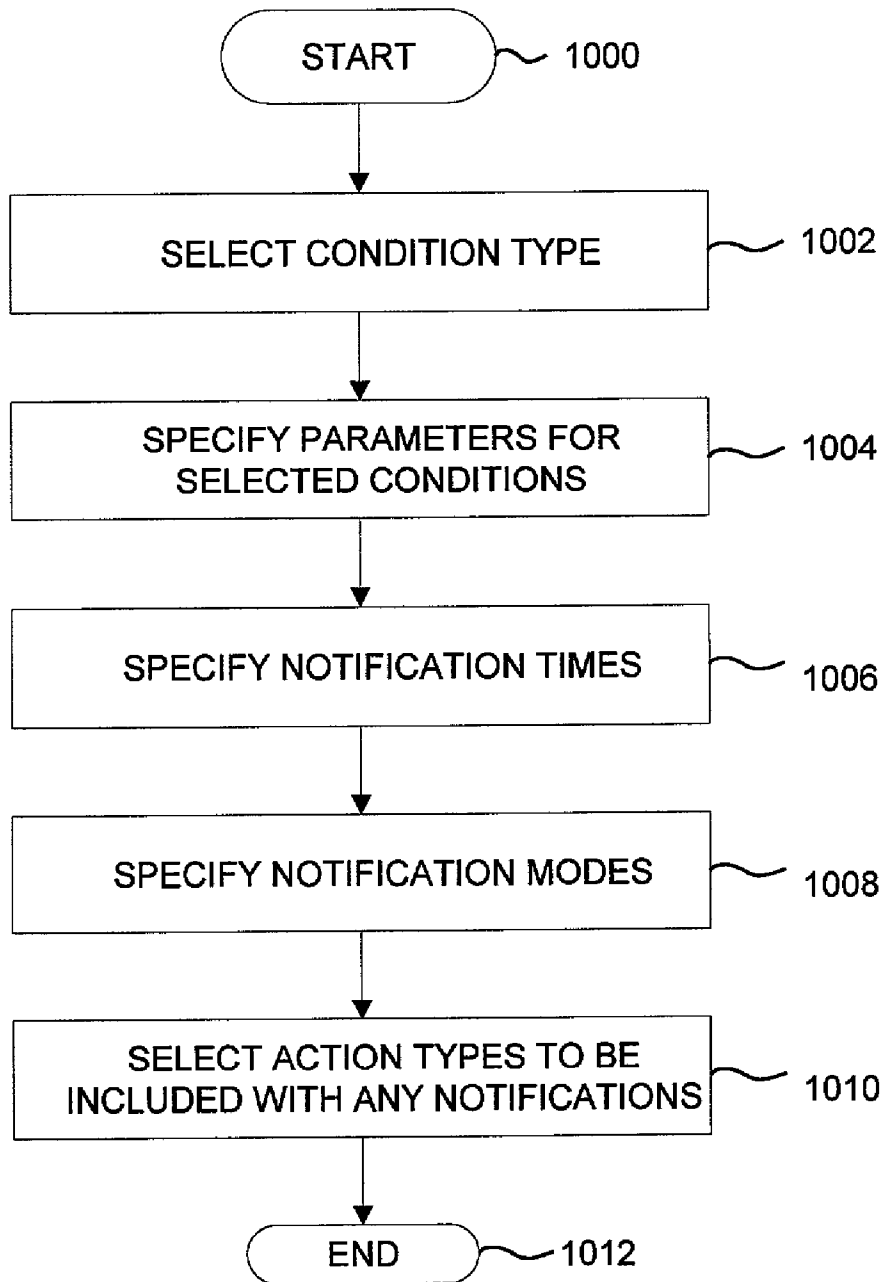 START
1000
SELECT CONDITION TYPE
1002
SPECIFY PARAMETERS FOR
SELECTED CONDITIONS
1004
SPECIFY NOTIFICATION TIMES
1006
SPECIFY NOTIFICATION MODES
1008
SELECT ACTION TYPES TO BE
INCLUDED WITH ANY NOTIFICATIONS
1010
END
1012